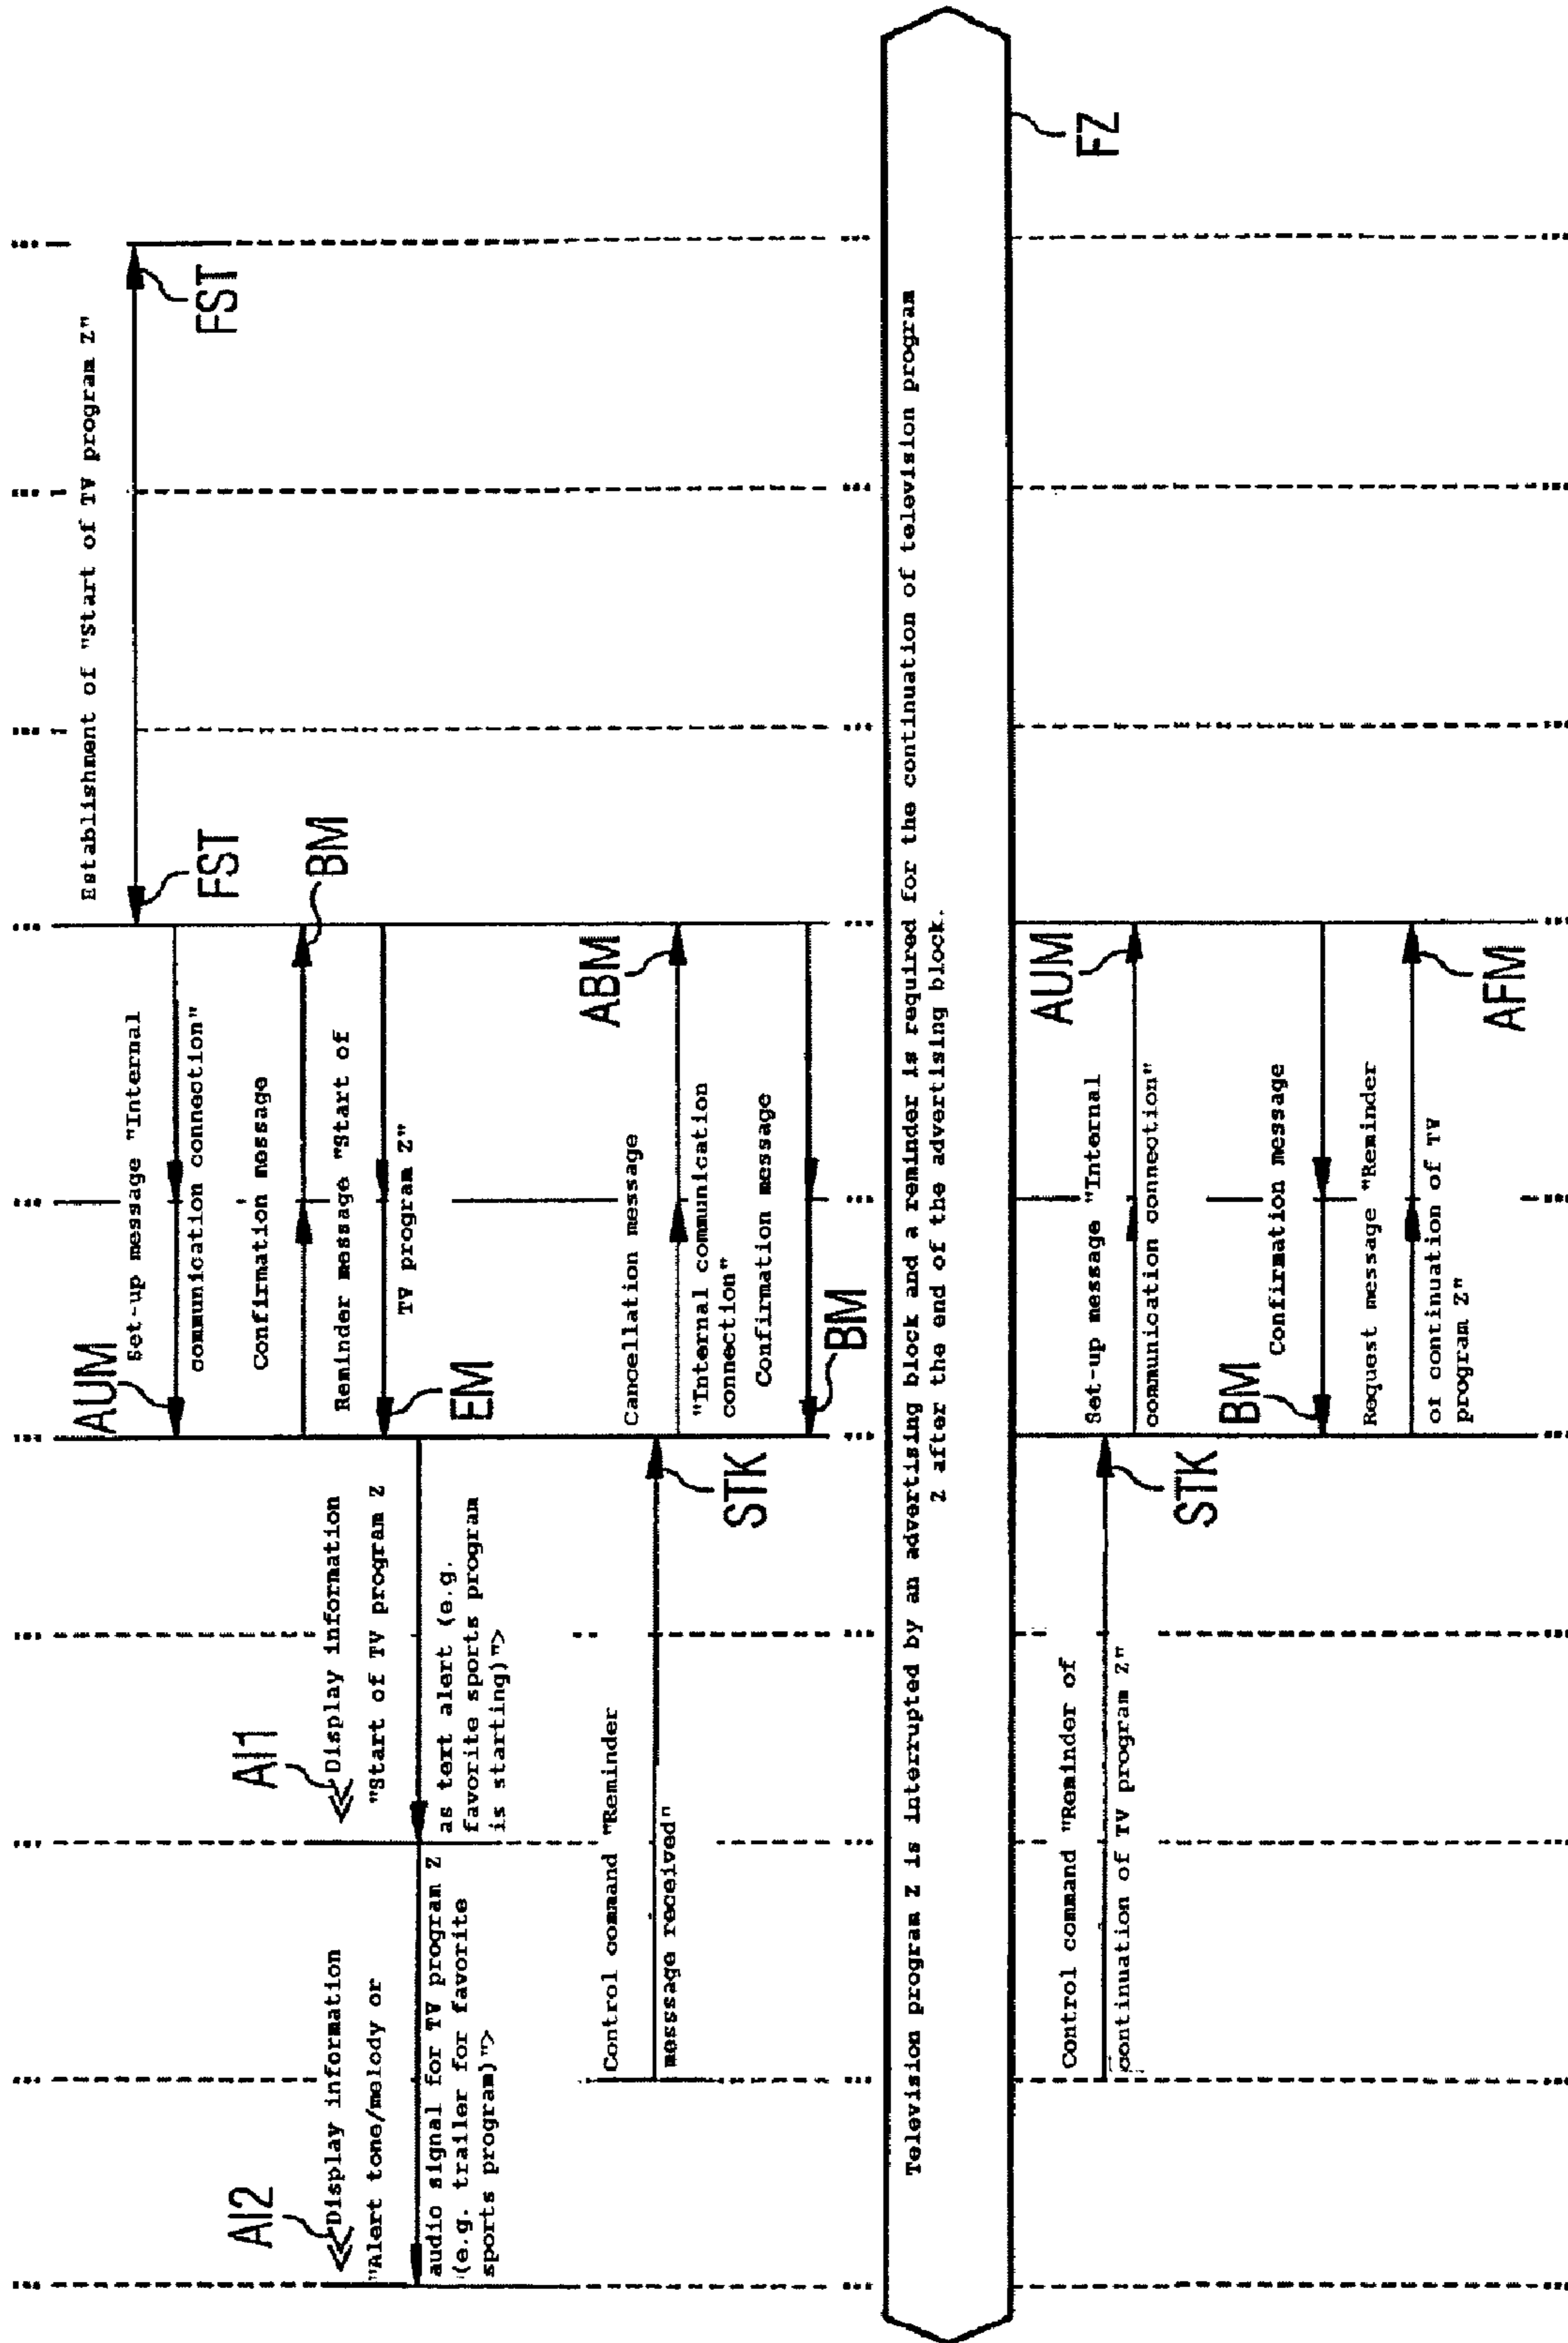 Establishment of "Start of TV program Z"
FST
FST
AUM
Set-up message "Internal
communication connection"
Confirmation message
BM
Reminder message "Start of
TV program Z"
EM
AI1
Display information
"Start of TV program Z
as tert alert (e.g.
favorite sports program
is starting)">
AI2
Display information
"Alert tone/melody or
audio signal for TV program Z
(e.g. trailer for favorite
sports program)">
Control command "Reminder
messsage received"
STK
Cancellation message
ABM
"Internal communication
connection"
Confirmation message
BM
Television program Z is interrupted by an advertising block and a reminder is required for the continuation of television program
Z after the end of the advertising block.
FZ
Control command "Reminder of
continuation of TV program Z"
STK
Set-up message "Internal
communication connection"
AUM
Confirmation message
BM
Request message "Reminder
of continuation of TV
program Z"
AFM